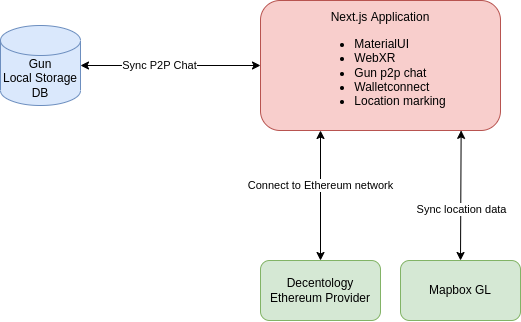 Next.js Application
MaterialUI
WebXR
Gun p2p chat
Walletconnect
Location marking
Gun
Local Storage
DB
Sync P2P Chat
Connect to Ethereum network
Sync location data
Decentology
Ethereum Provider
Mapbox GL